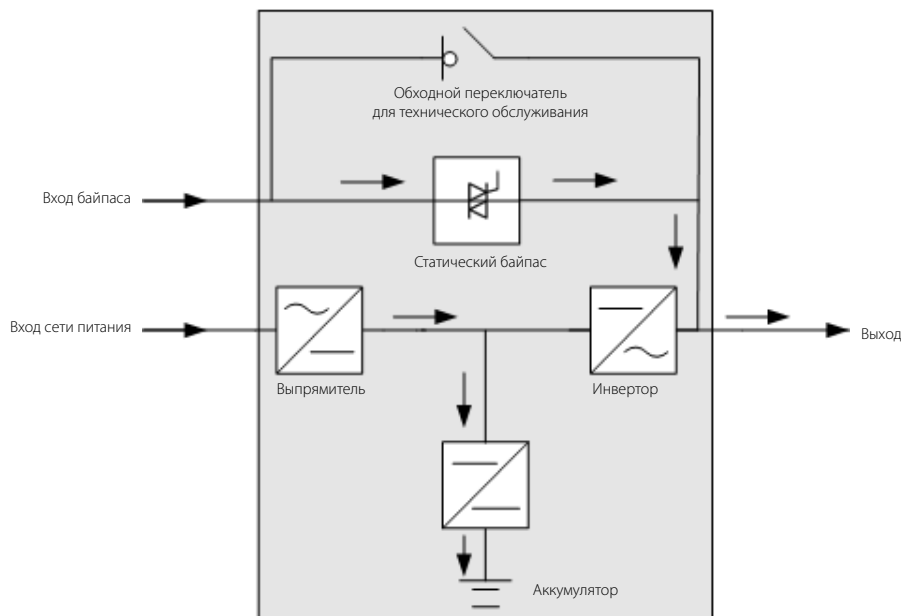 Обходной переключатель
для технического обслуживания
Вход байпаса
Статический байпас
Вход сети питания
Выход
Выпрямитель
Инвертор
Аккумулятор